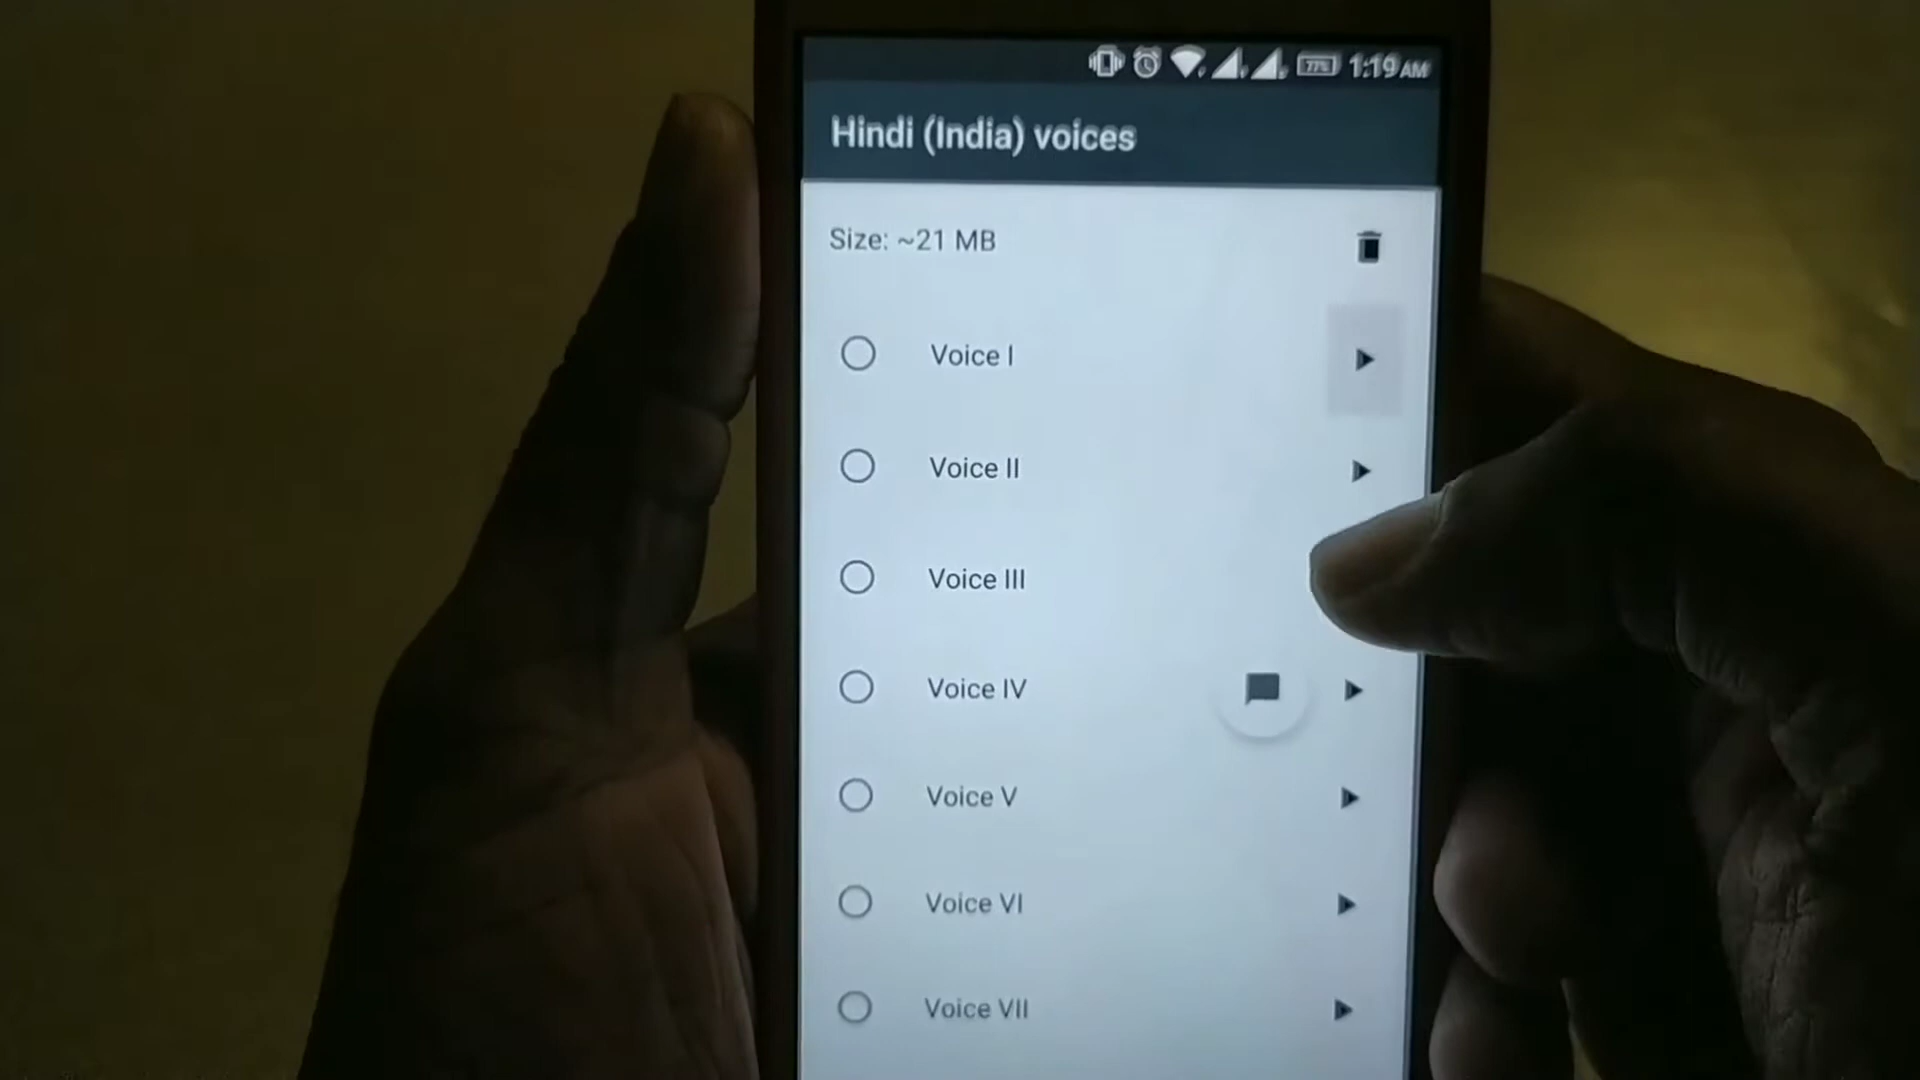 77% 1:19 AM
Hindi (India) voices
Size: ~21 MB
Voice I
Voice II
Voice III
Voice IV
Voice V
Voice VI
Voice VII